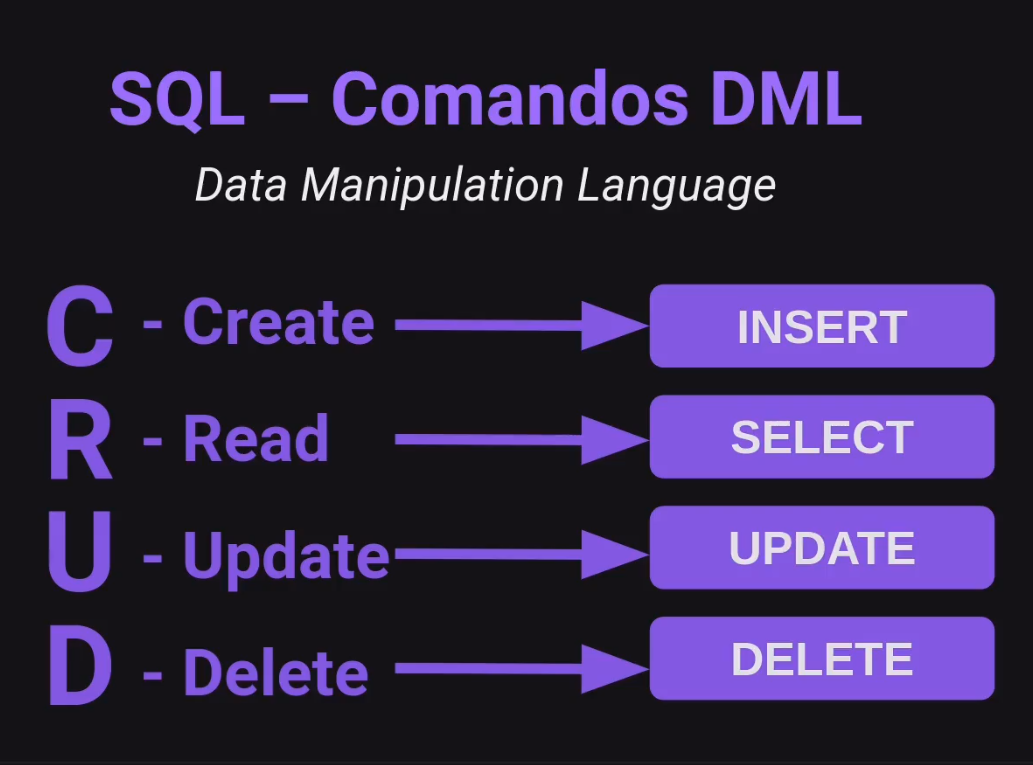 SQL – Comandos DML
Data Manipulation Language
C - Create INSERT
R - Read SELECT
U - Update UPDATE
D - Delete DELETE